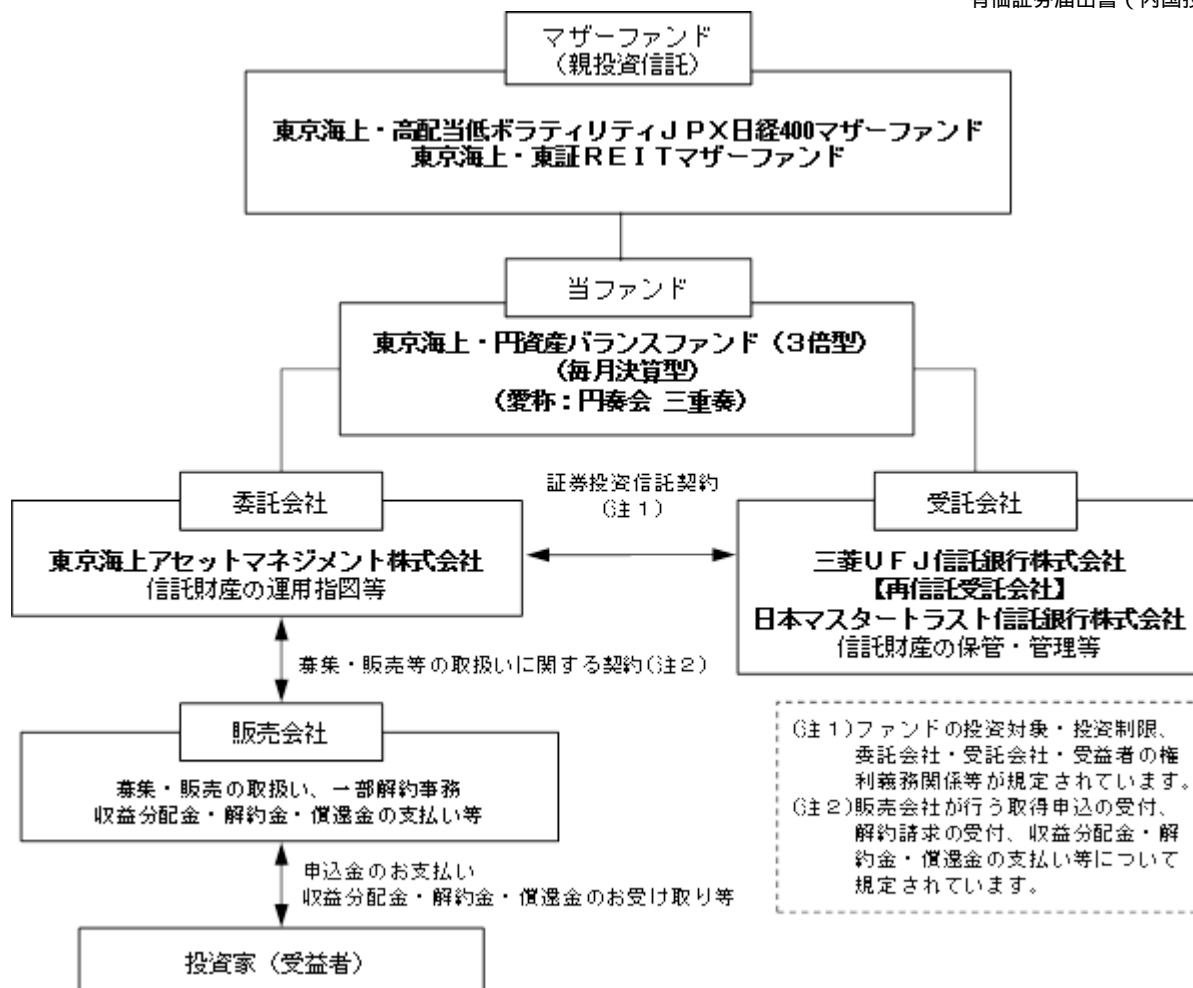 有価証券届出書（内国投
マザーファンド
（親投資信託）
東京海上・高配当低ボラティリティＪＰＸ日経400マザーファンド
東京海上・東証ＲＥＩＴマザーファンド
当ファンド
東京海上・円資産バランスファンド（３倍型）
（毎月決算型）
（愛称：円奏会 三重奏）
委託会社
東京海上アセットマネジメント株式会社
信託財産の運用指図等
証券投資信託契約
（注１）
受託会社
三菱ＵＦＪ信託銀行株式会社
【再信託受託会社】
日本マスタートラスト信託銀行株式会社
信託財産の保管・管理等
募集・販売等の取扱いに関する契約（注２）
販売会社
募集・販売の取扱い、一部解約事務
収益分配金・解約金・償還金の支払い等
申込金のお支払い
収益分配金・解約金・償還金のお受け取り等
投資家（受益者）
（注１）ファンドの投資対象・投資制限、
委託会社・受託会社・受益者の権
利義務関係等が規定されています。
（注２）販売会社が行う取得申込の受付、
解約請求の受付、収益分配金・解
約金・償還金の支払い等について
規定されています。